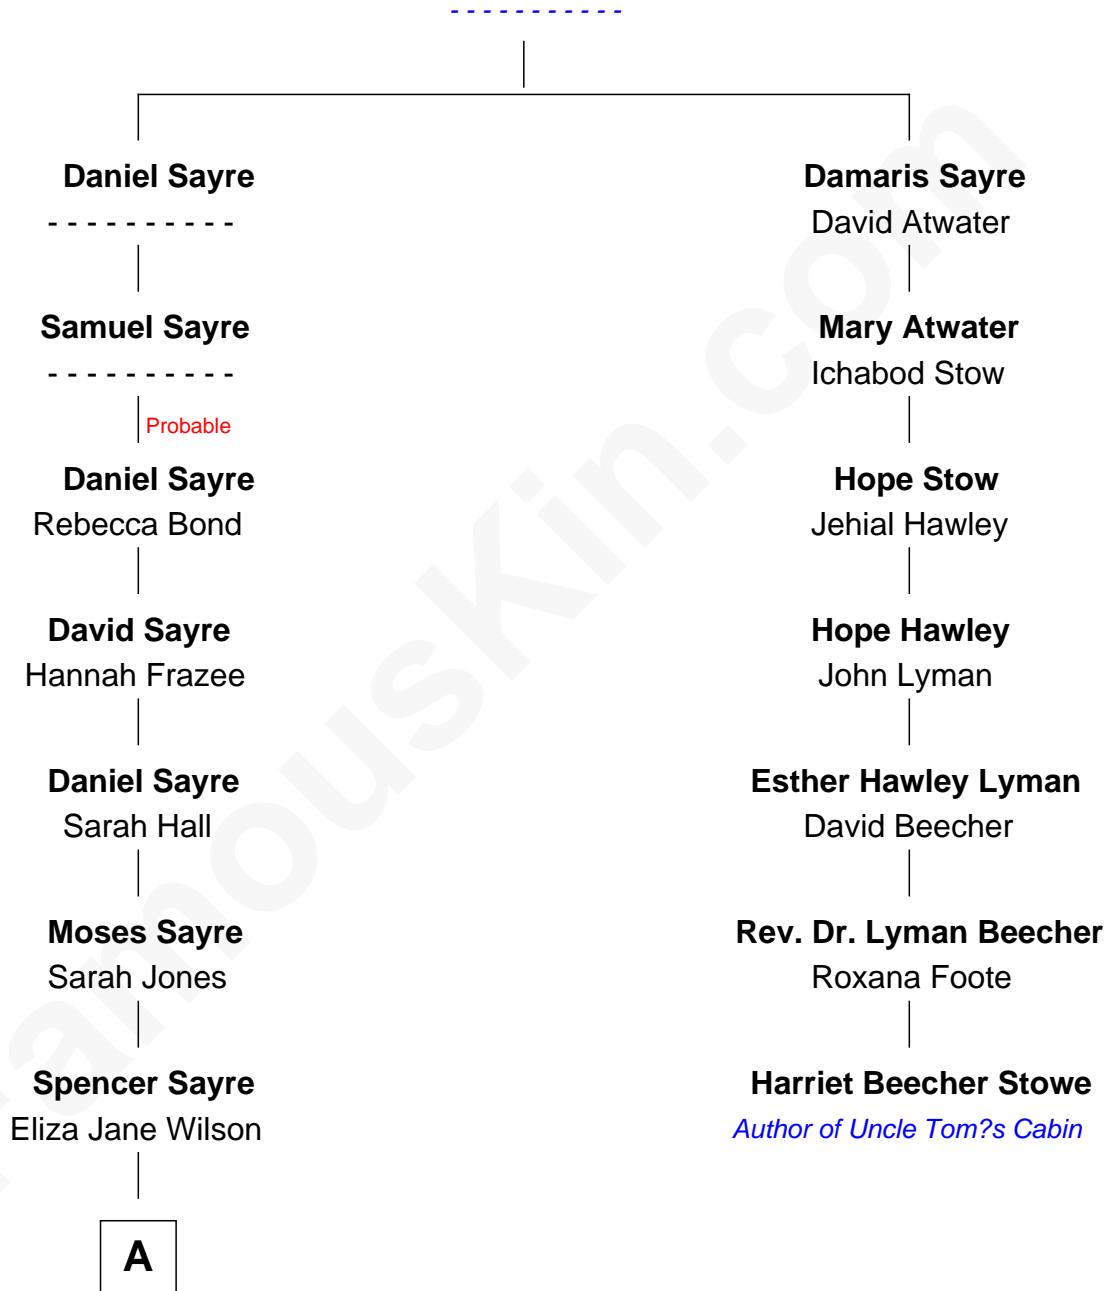 - - - - - - - - - - -
Daniel Sayre
- - - - - - - - - -
Samuel Sayre
- - - - - - - - - -
Probable
Daniel Sayre
Rebecca Bond
David Sayre
Hannah Frazee
Daniel Sayre
Sarah Hall
Moses Sayre
Sarah Jones
Spencer Sayre
Eliza Jane Wilson
A
Damaris Sayre
David Atwater
Mary Atwater
Ichabod Stow
Hope Stow
Jehial Hawley
Hope Hawley
John Lyman
Esther Hawley Lyman
David Beecher
Rev. Dr. Lyman Beecher
Roxana Foote
Harriet Beecher Stowe
Author of Uncle Tom?s Cabin
FamousKin.com